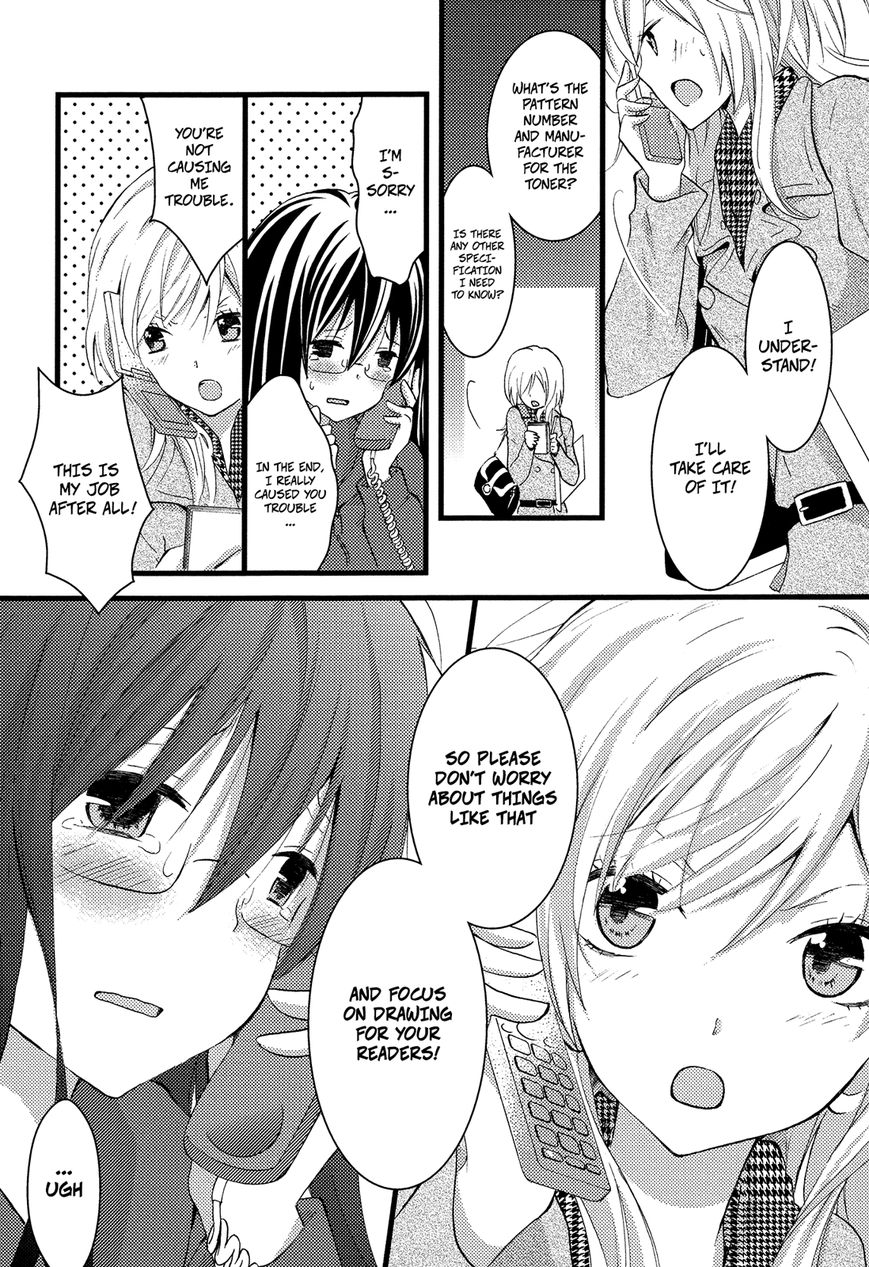 I
UNDER-
STAND!
I'LL
TAKE CARE
OF IT!
WHAT'S THE
PATTERN
NUMBER
AND MANU-
FACTURER
FOR THE
TONER?
IS THERE
ANY OTHER
SPECI-
FICATION
I NEED
TO KNOW?
I'M
S-
SORRY
...
IN THE END,
I REALLY
CAUSED YOU
TROUBLE
...
YOU'RE
NOT
CAUSING
ME
TROUBLE.
THIS IS
MY JOB
AFTER ALL!
SO PLEASE
DON'T WORRY
ABOUT THINGS
LIKE THAT
AND FOCUS
ON DRAWING
FOR YOUR
READERS!
...
UGH